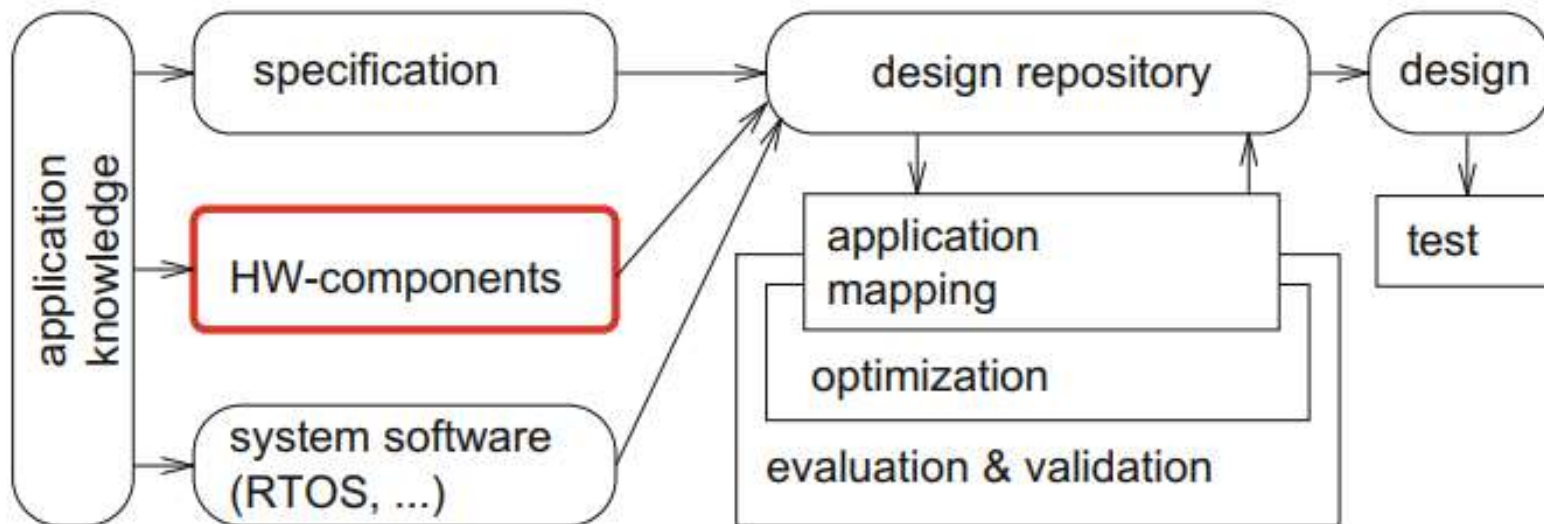 application
knowledge
specification
HW-components
system software
(RTOS, ...)
design repository
application
mapping
optimization
evaluation & validation
design
test